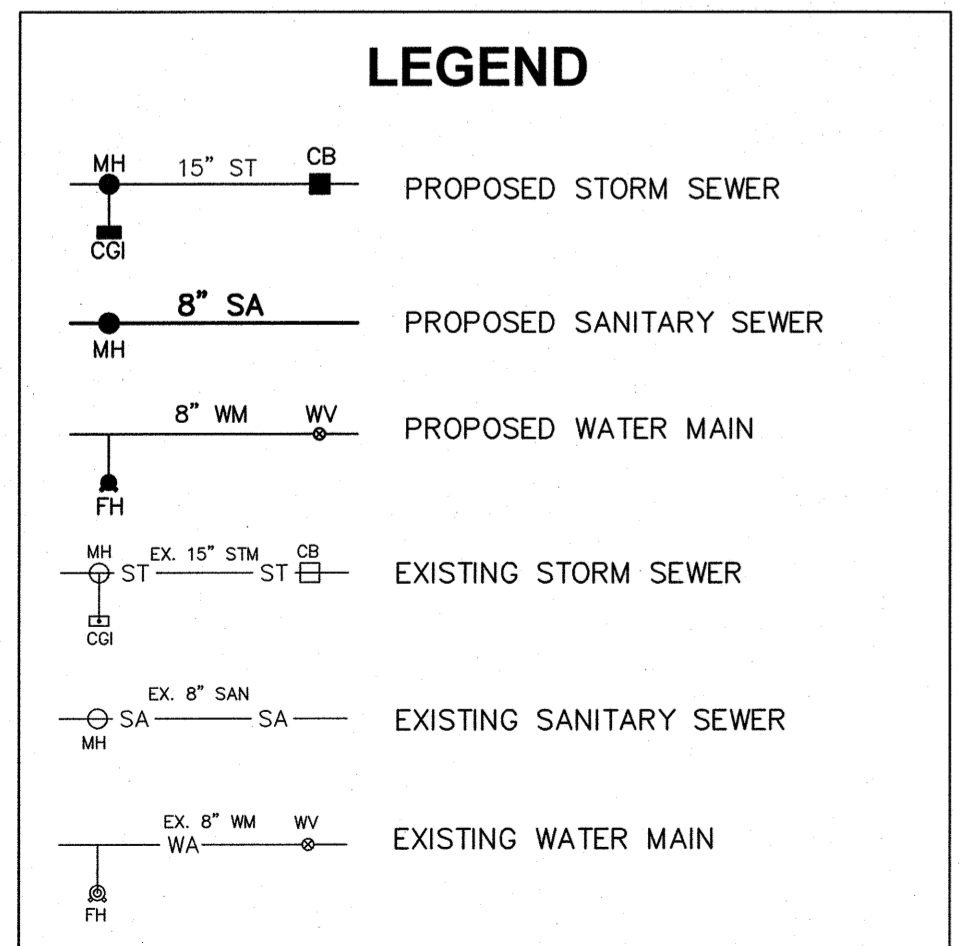 LEGEND
MH 15" ST CB
PROPOSED STORM SEWER
CGI
8" SA
PROPOSED SANITARY SEWER
MH
8" WM WV
PROPOSED WATER MAIN
FH
MH EX. 15" STM CB
ST ST
EXISTING STORM SEWER
CGI
EX. 8" SAN
SA SA
EXISTING SANITARY SEWER
MH
EX. 8" WM WV
WA
EXISTING WATER MAIN
FH